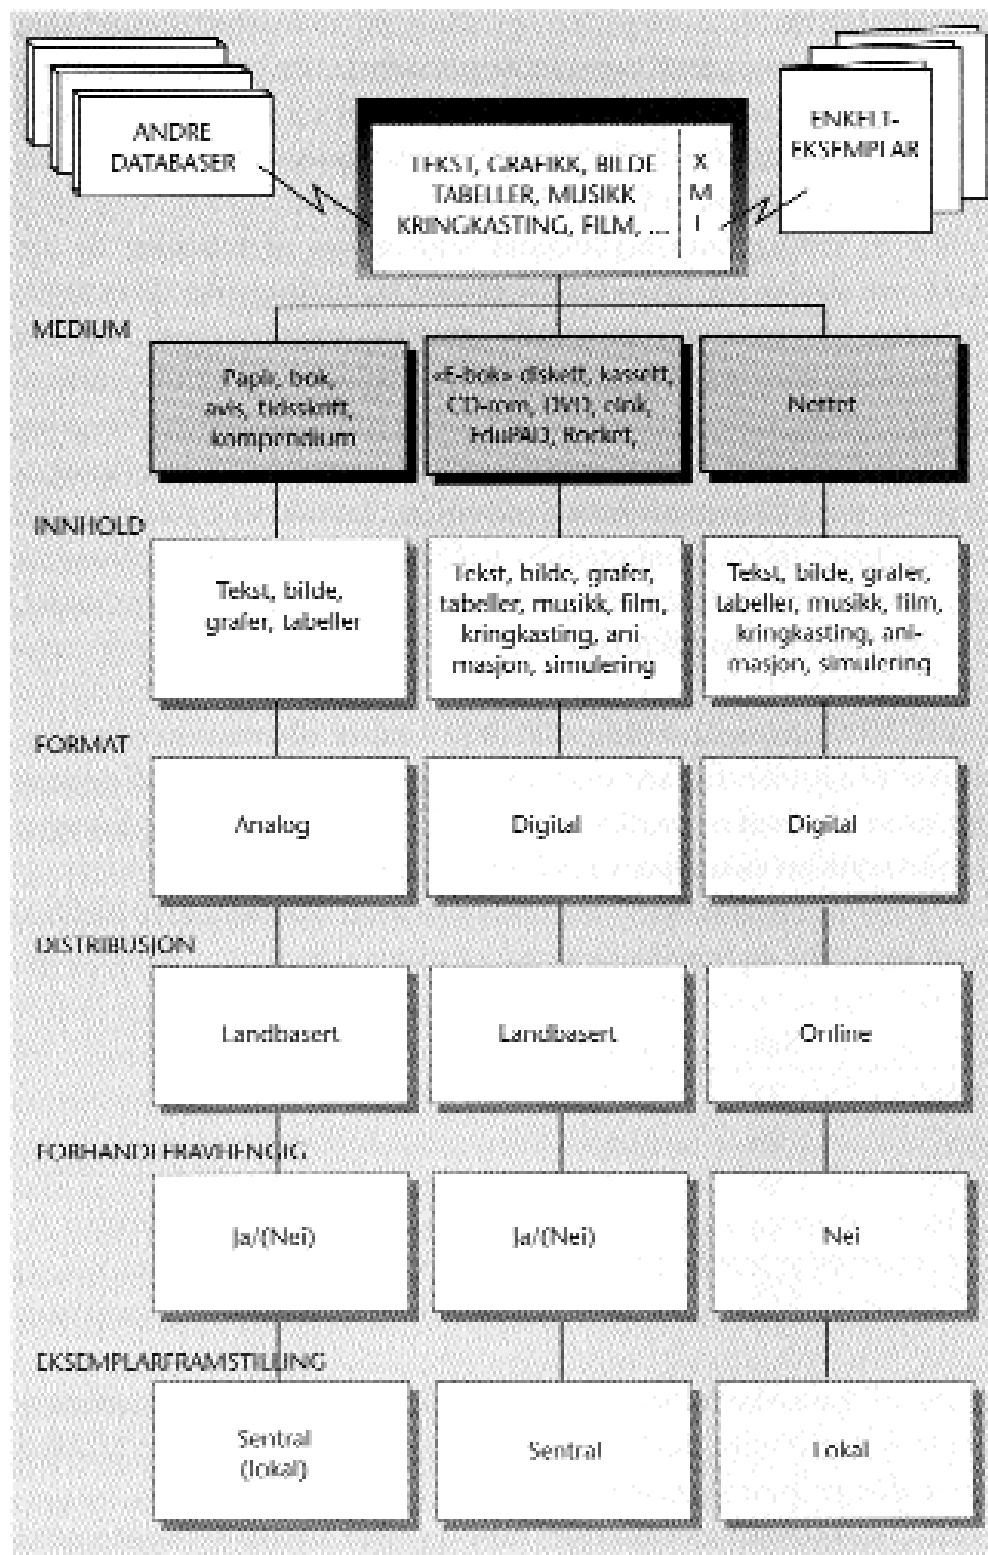 ANDRE
DATABASER
TEKST, GRAFIKK, BILDE
TABELLER, MUSIKK
KRINGKASTING, FILM, ...
X
M
L
ENKELT-
EKSEMPLAR
MEDIUM
Papir, bok,
avis, tidsskrift,
kompendium
«E-bok» diskett, kassett,
CD-rom, DVD, eink,
EduPAD, Rocket,
Nettet
INNHOLD
Tekst, bilde,
grafer, tabeller
Tekst, bilde, grafer,
tabeller, musikk, film,
kringkasting, ani
masjon, simulering
Tekst, bilde, grafer,
tabeller, musikk, film,
kringkasting, ani-
masjon, simulering
FORMAT
Analog
Digital
Digital
DISTRIBUSJON
Landbasert
Landbasert
Online
FORHANDLERAVHENGIG
Ja/(Nei)
Ja/(Nei)
Nei
EKSEMPLARFRAMSTILLING
Sentral
(lokal)
Sentral
Lokal